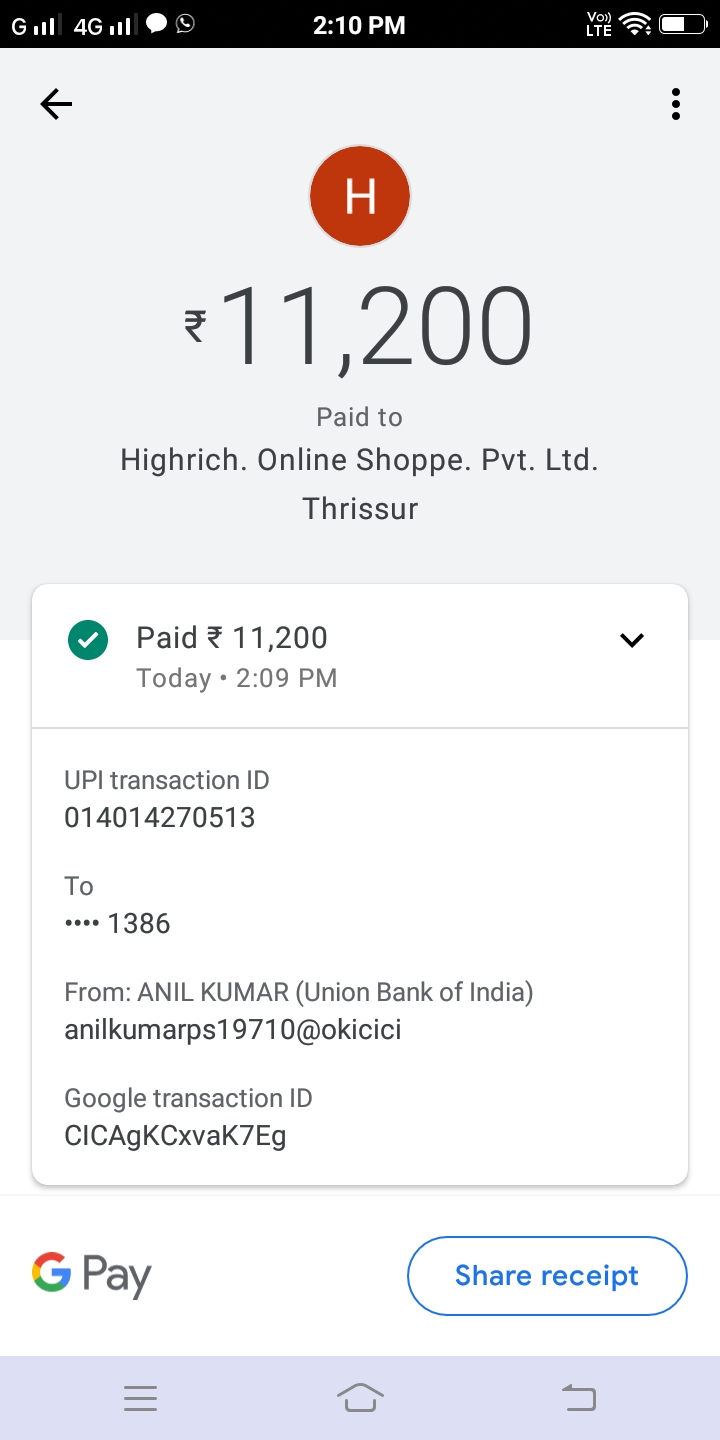 G 4G 2:10 PM Vo)) LTE
H
₹11,200
Paid to
Highrich. Online Shoppe. Pvt. Ltd.
Thrissur
Paid ₹ 11,200
Today • 2:09 PM
UPI transaction ID
014014270513
To
•••• 1386
From: ANIL KUMAR (Union Bank of India)
anilkumarps19710@okicici
Google transaction ID
CICAgKCxvaK7Eg
G Pay
Share receipt